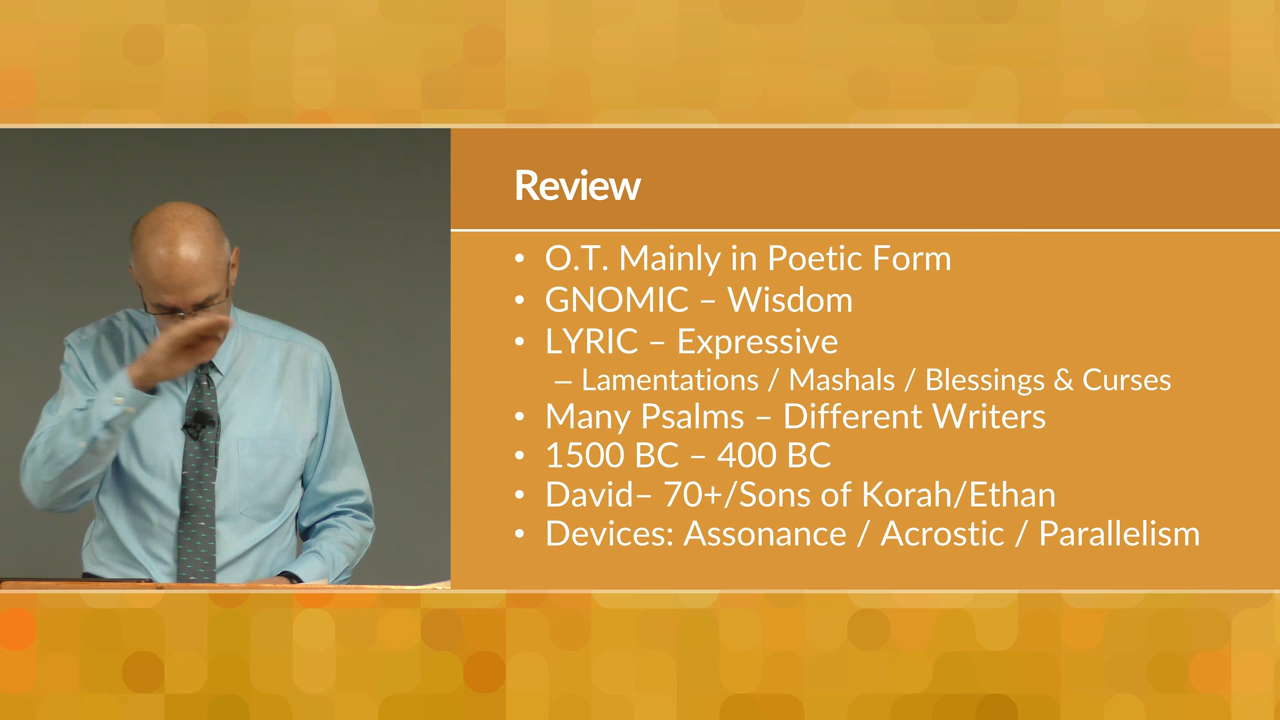 Review
• O.T. Mainly in Poetic Form
• GNOMIC – Wisdom
• LYRIC – Expressive
– Lamentations / Mashals / Blessings & Curses
• Many Psalms – Different Writers
• 1500 BC – 400 BC
• David– 70+/Sons of Korah/Ethan
• Devices: Assonance / Acrostic / Parallelism